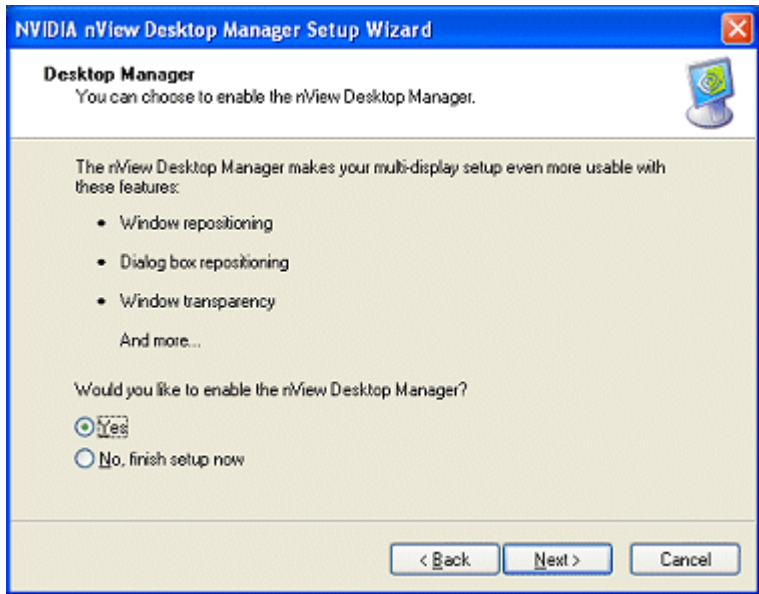 NVIDIA nView Desktop Manager Setup Wizard
Desktop Manager
You can choose to enable the nView Desktop Manager.
The nView Desktop Manager makes your multi-display setup even more usable with
these features:
• Window repositioning
• Dialog box repositioning
• Window transparency
And more...
Would you like to enable the nView Desktop Manager?
Yes
No, finish setup now
< Back
Next >
Cancel